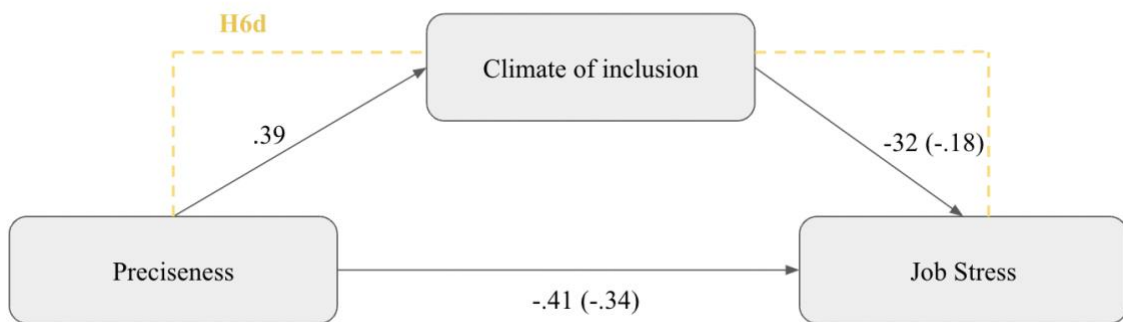 H6d
Climate of inclusion
.39
-32 (-.18)
Preciseness
Job Stress
-.41 (-.34)